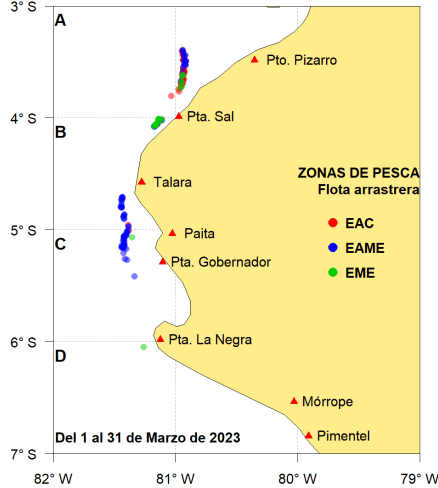 3° S
A
Pto. Pizarro
4° S
Pta. Sal
B
ZONAS DE PESCA
Talara
Flota arrastrera
EAC
5° S
Paita
C
EAME
Pta. Gobernador
EME
6° S
Pta. La Negra
D
Mórrope
Del 1 al 31 de Marzo de 2023
Pimentel
7° S
82° W
81° W
80° W
79° W